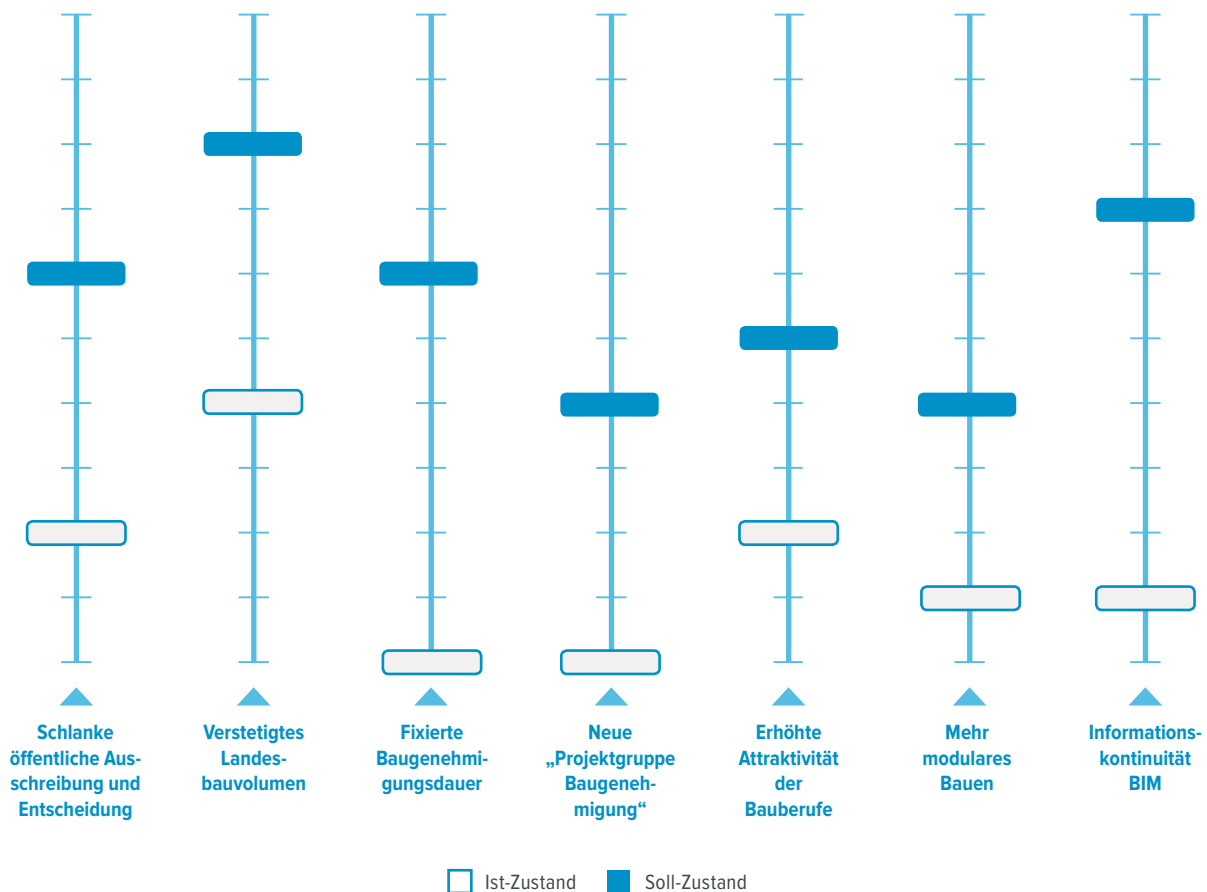 Schlanke
öffentliche Aus-
schreibung und
Entscheidung
Verstetigtes
Landes-
bauvolumen
Fixierte
Baugenehmi-
gungsdauer
Neue
„Projektgruppe
Baugeneh-
migung“
Erhöhte
Attraktivität
der
Bauberufe
Mehr
modulares
Bauen
Informations-
kontinuität
BIM
Ist-Zustand
Soll-Zustand